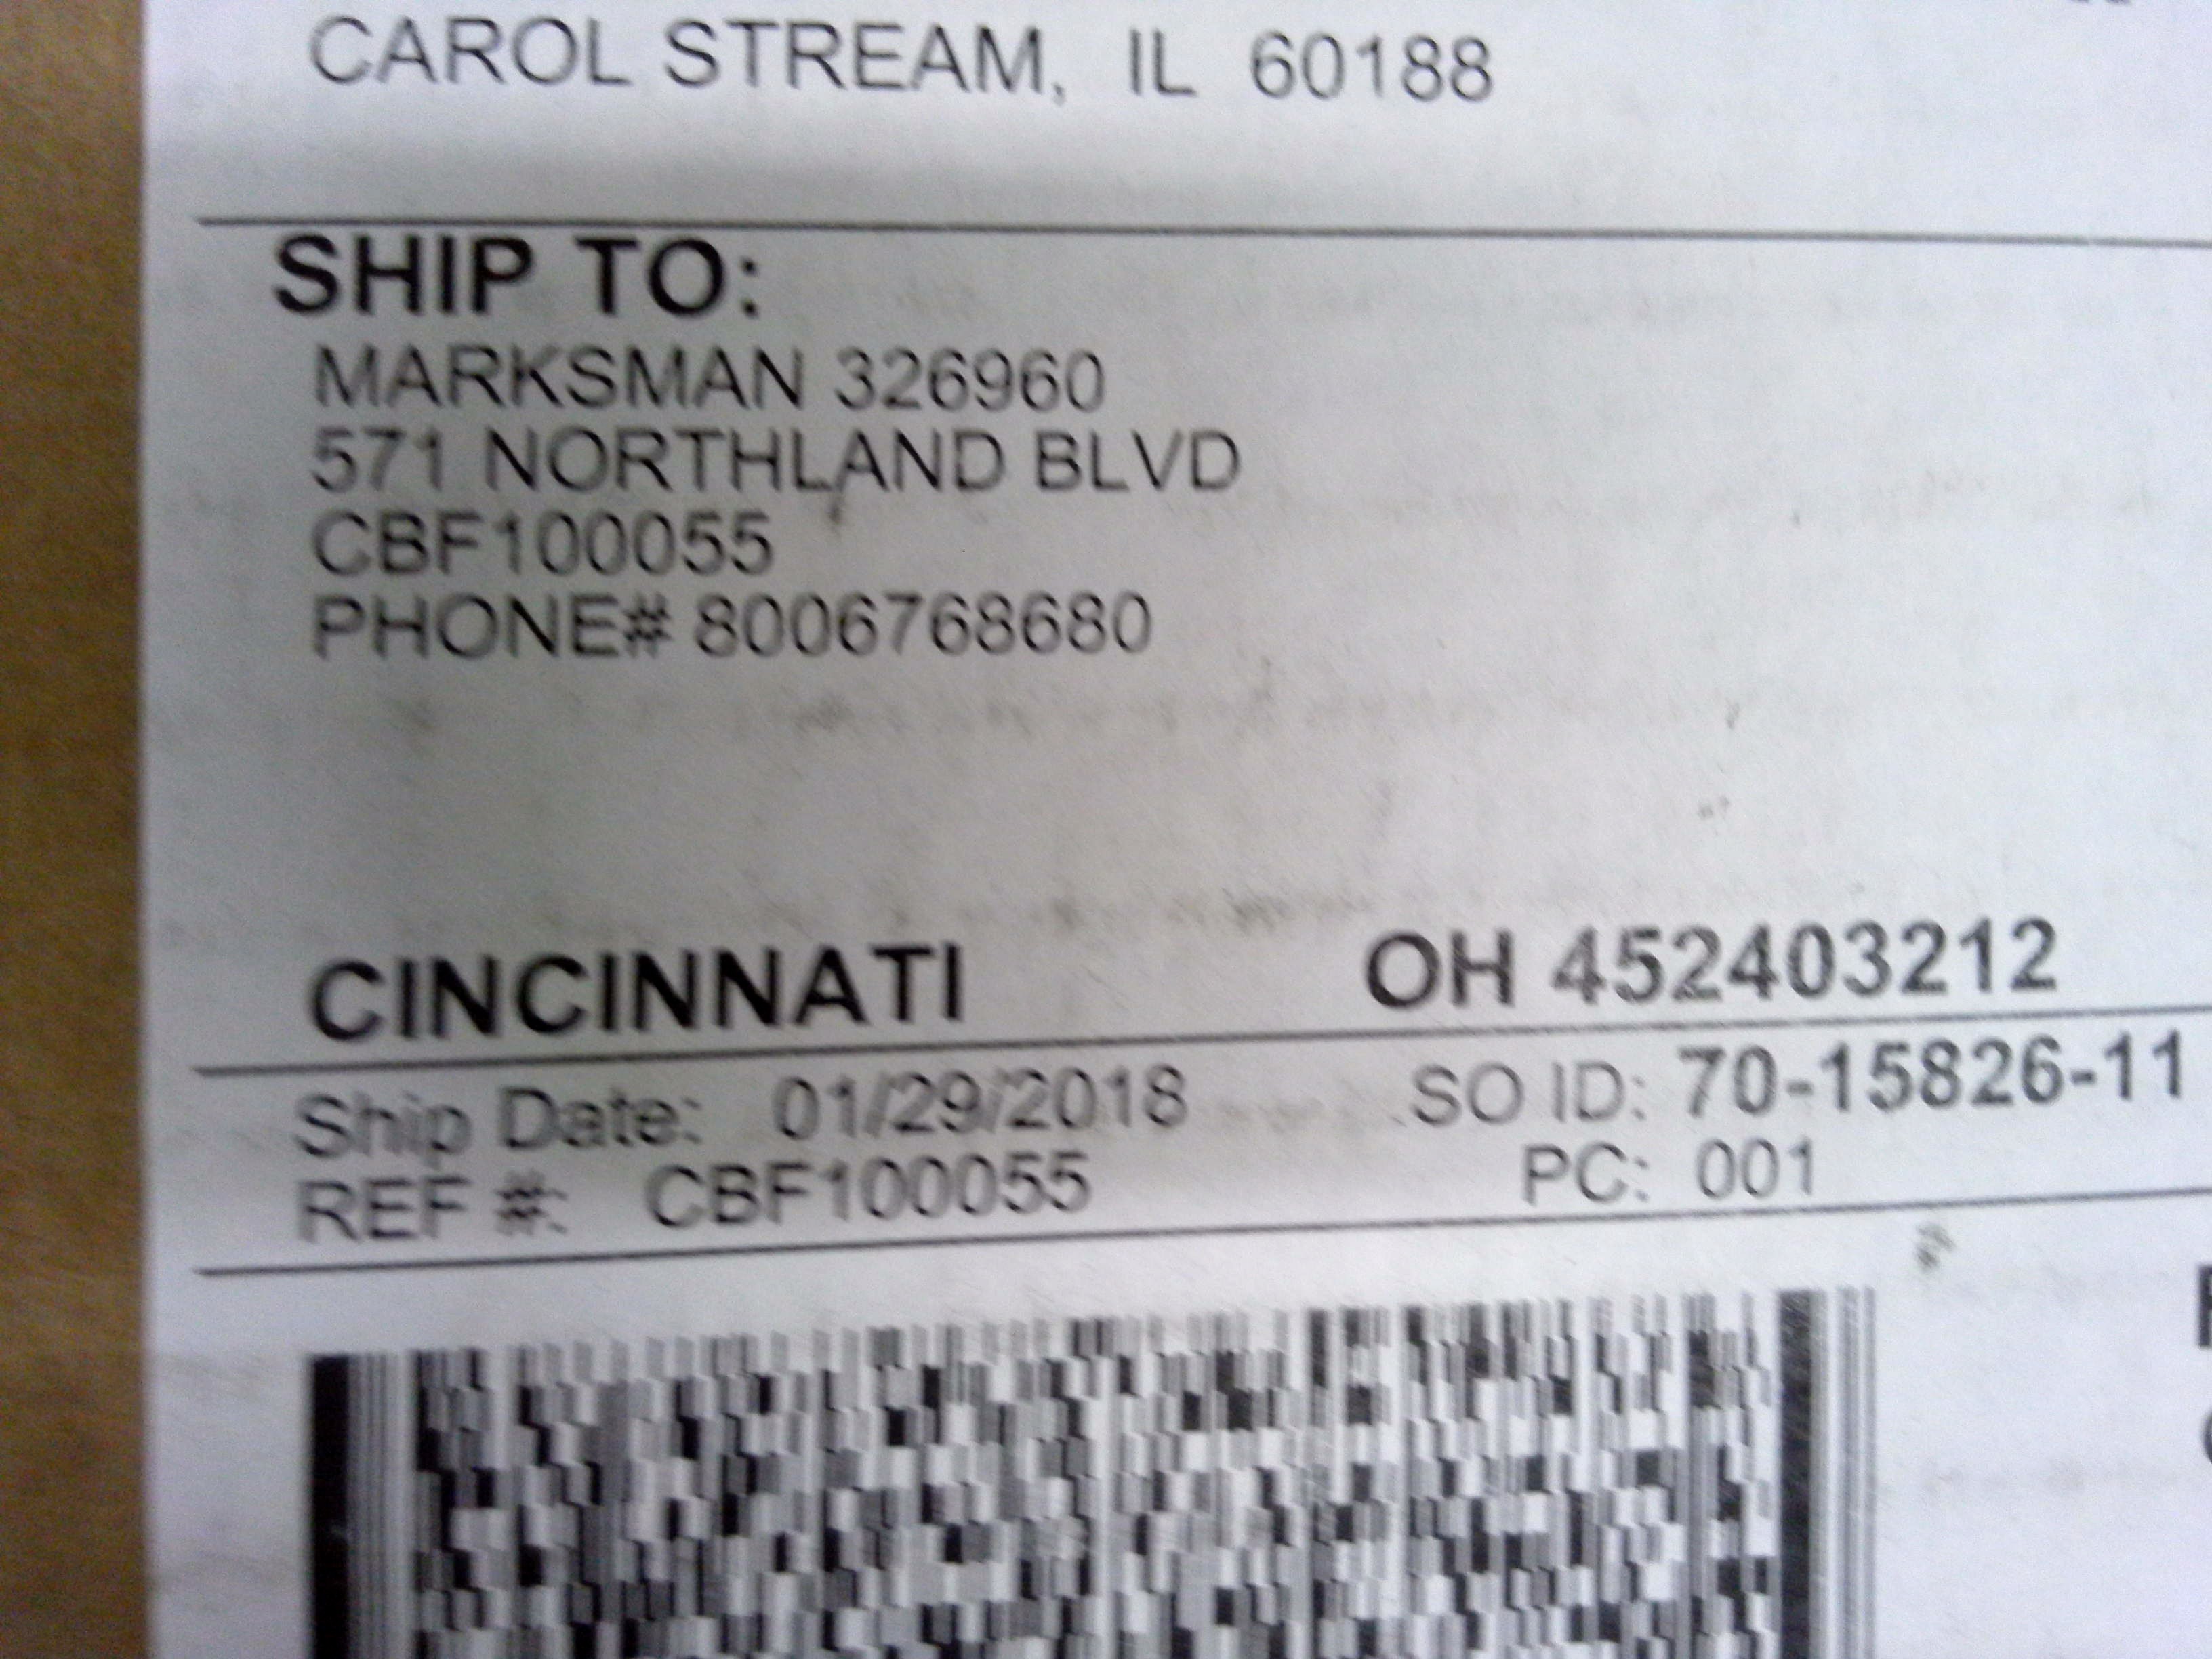 CAROL STREAM, IL 60188
SHIP TO:
MARKSMAN 326960
571 NORTHLAND BLVD
CBF100055
PHONE# 8006768680
CINCINNATI OH 452403212
Ship Date: 01/29/2018 SO ID: 70-15826-11
REF #: CBF100055 PC: 001